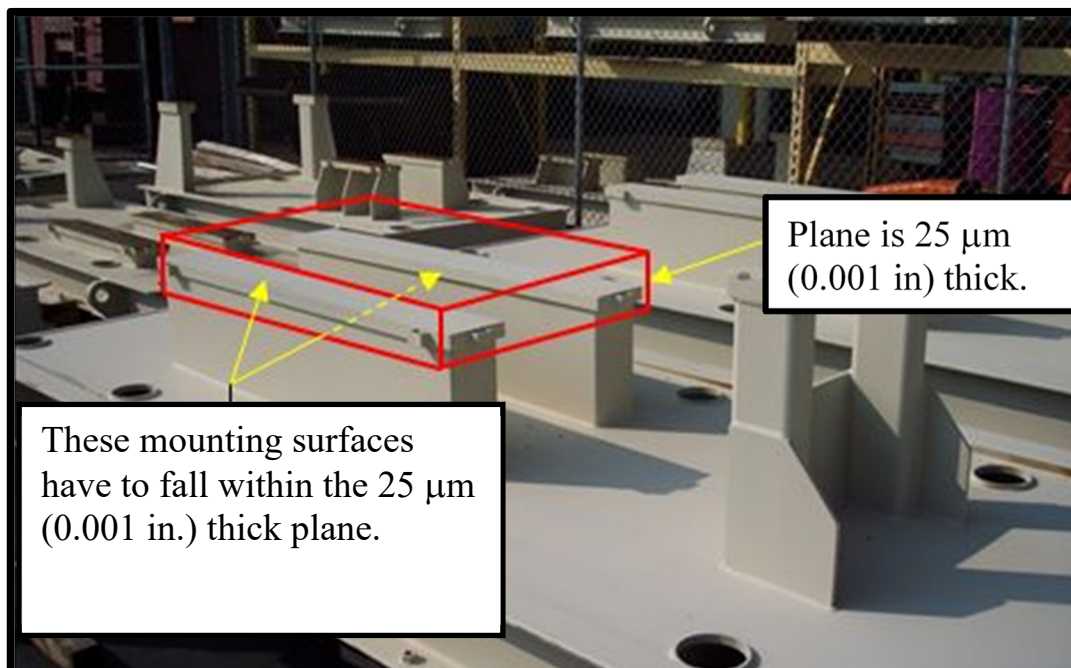 Plane is 25 μm
(0.001 in) thick.
These mounting surfaces
have to fall within the 25 μm
(0.001 in.) thick plane.